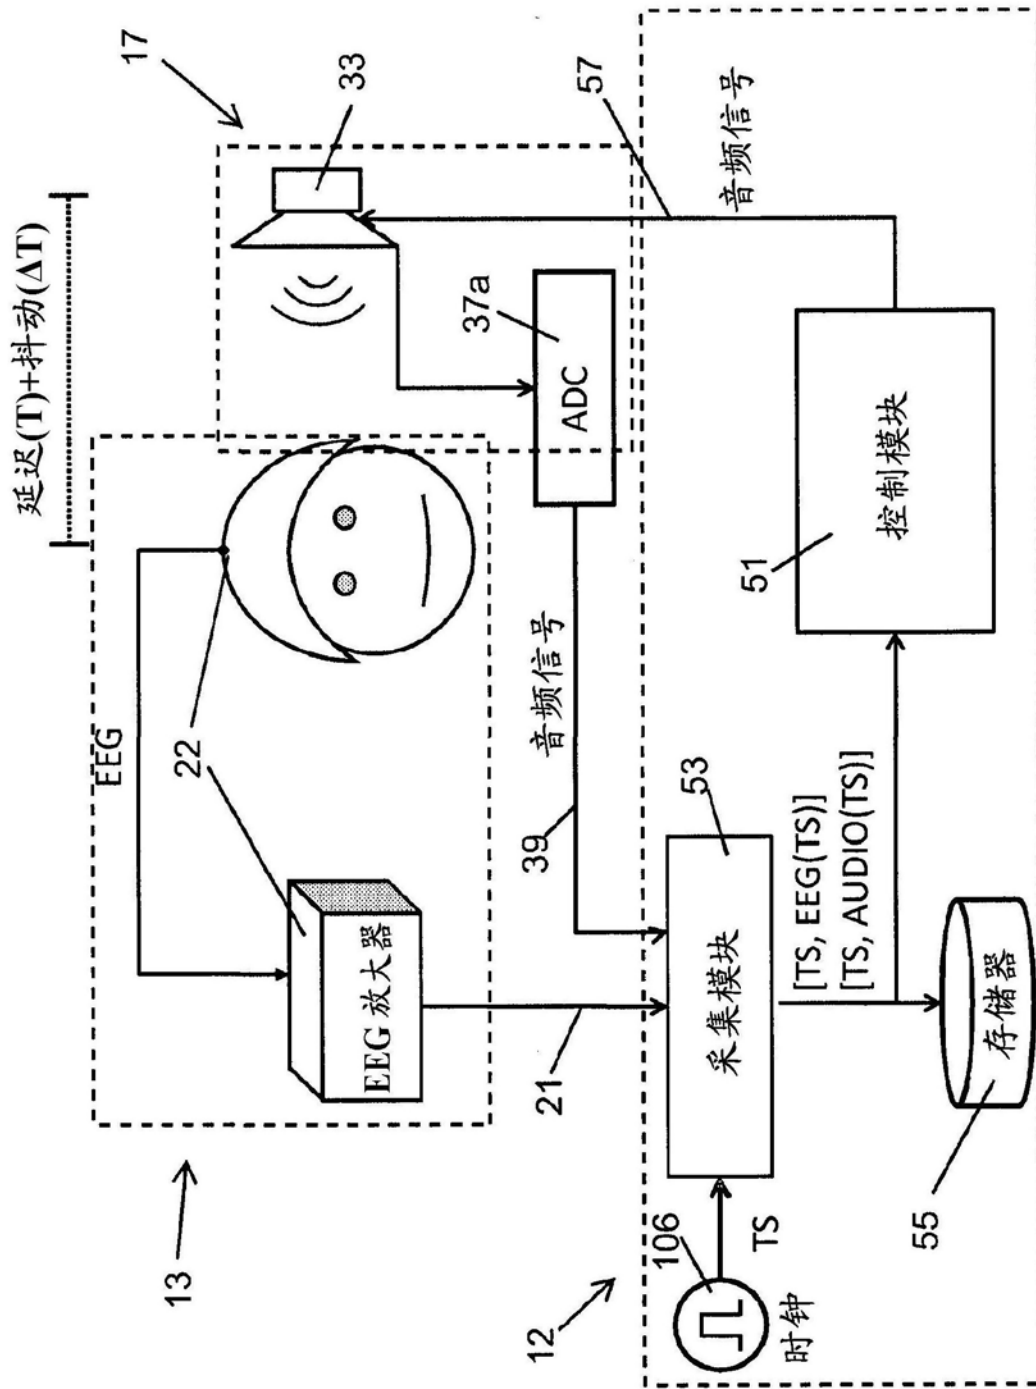 延迟(T)+抖动(ΔT)
17
33
EEG
22
EEG 放大器
13
37a
ADC
音频信号
39
21
57
音频信号
12
106
时钟
TS
采集模块
53
[TS, EEG(TS)]
[TS, AUDIO(TS)]
55
存储器
51
控制模块